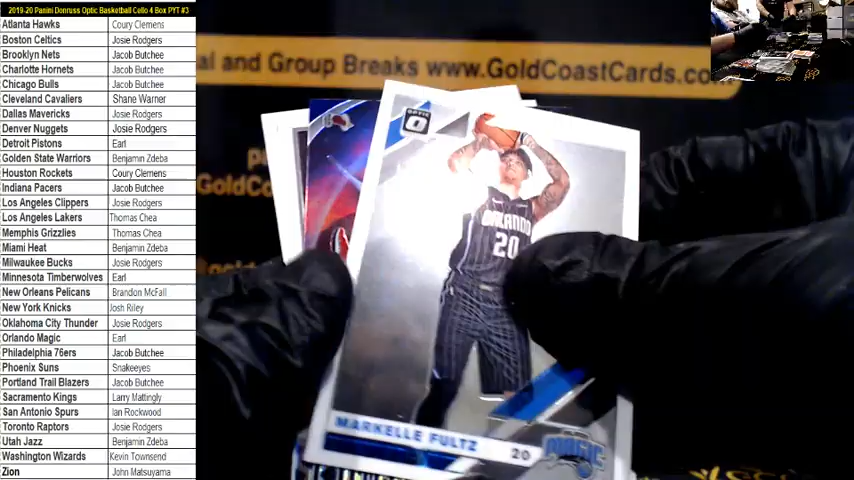 2019-20 Panini Donruss Optic Basketball Cello 4 Box PYT #3
Atlanta Hawks Coury Clemens
Boston Celtics Josie Rodgers
Brooklyn Nets Jacob Butchee
Charlotte Hornets Jacob Butchee
Chicago Bulls Jacob Butchee
Cleveland Cavaliers Shane Warner
Dallas Mavericks Josie Rodgers
Denver Nuggets Josie Rodgers
Detroit Pistons Earl
Golden State Warriors Benjamin Zdeba
Houston Rockets Coury Clemens
Indiana Pacers Jacob Butchee
Los Angeles Clippers Josie Rodgers
Los Angeles Lakers Thomas Chea
Memphis Grizzlies Thomas Chea
Miami Heat Benjamin Zdeba
Milwaukee Bucks Josie Rodgers
Minnesota Timberwolves Earl
New Orleans Pelicans Brandon McFall
New York Knicks Josh Riley
Oklahoma City Thunder Josie Rodgers
Orlando Magic Earl
Philadelphia 76ers Jacob Butchee
Phoenix Suns Snakeeyes
Portland Trail Blazers Jacob Butchee
Sacramento Kings Larry Mattingly
San Antonio Spurs Ian Rockwood
Toronto Raptors Josie Rodgers
Utah Jazz Benjamin Zdeba
Washington Wizards Kevin Townsend
Zion John Matsuyama
al and Group Breaks www.GoldCoastCards.co
GoldC
OPTIC
ORLANDO
20
MARKELLE FULTZ 20 MAGIC